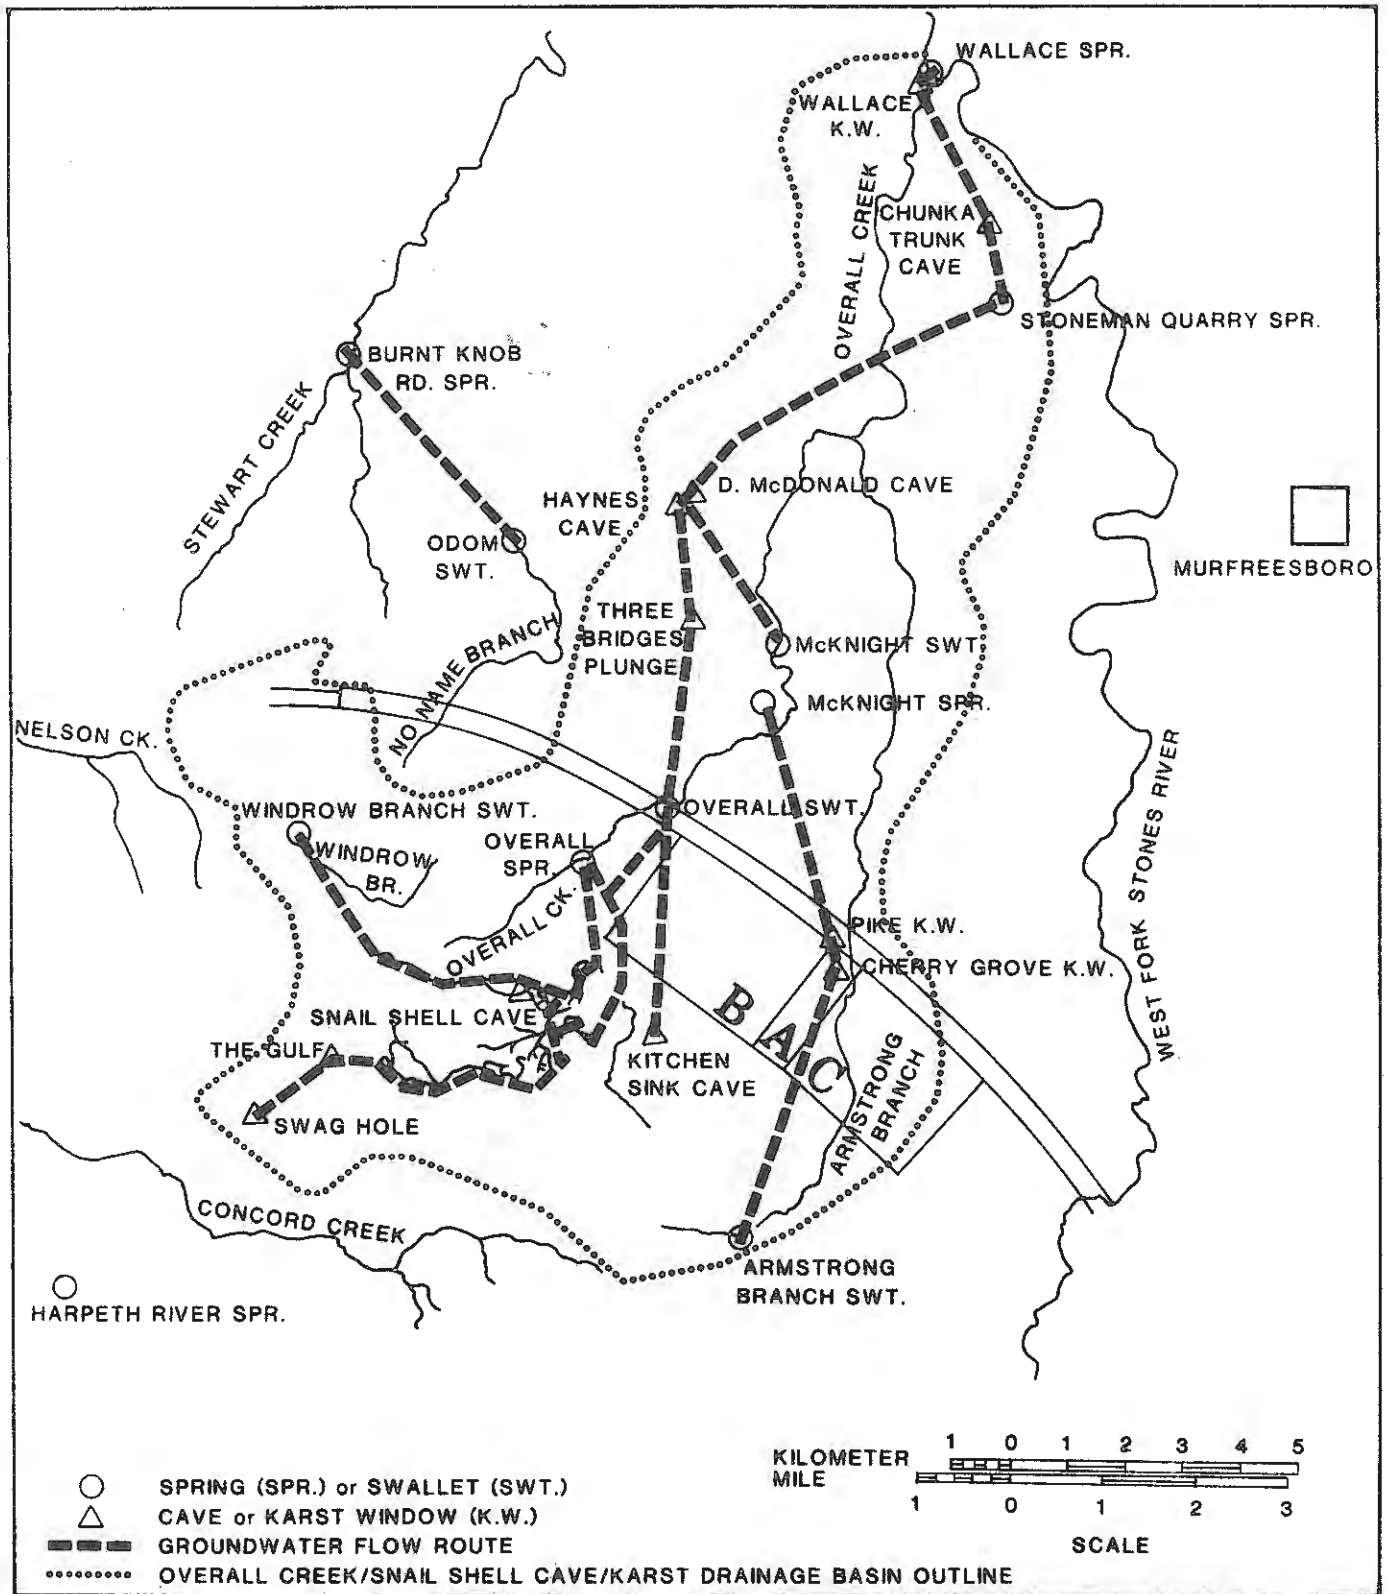 WALLACE SPR.
WALLACE
K.W.
OVERALL CREEK
CHUNKA
TRUNK
CAVE
STONEMAN QUARRY SPR.
BURNT KNOB
RD. SPR.
STEWART CREEK
D. McDONALD CAVE
HAYNES
CAVE
ODOM
SWT.
MURFREESBORO
THREE
BRIDGES
PLUNGE
McKNIGHT SWT.
NO NAME BRANCH
McKNIGHT SPR.
NELSON CK.
WINDROW BRANCH SWT.
OVERALL SWT.
WINDROW
BR.
OVERALL
SPR.
OVERALL CK.
WEST FORK STONES RIVER
PIKE K.W.
CHERRY GROVE K.W.
B A C
SNAIL SHELL CAVE
THE GULF
KITCHEN
SINK CAVE
ARMSTRONG
BRANCH
SWAG HOLE
CONCORD CREEK
ARMSTRONG
BRANCH SWT.
HARPETH RIVER SPR.
KILOMETER
1 0 1 2 3 4 5
MILE
1 0 1 2 3
SCALE
SPRING (SPR.) or SWALLET (SWT.)
CAVE or KARST WINDOW (K.W.)
GROUNDWATER FLOW ROUTE
OVERALL CREEK/SNAIL SHELL CAVE/KARST DRAINAGE BASIN OUTLINE